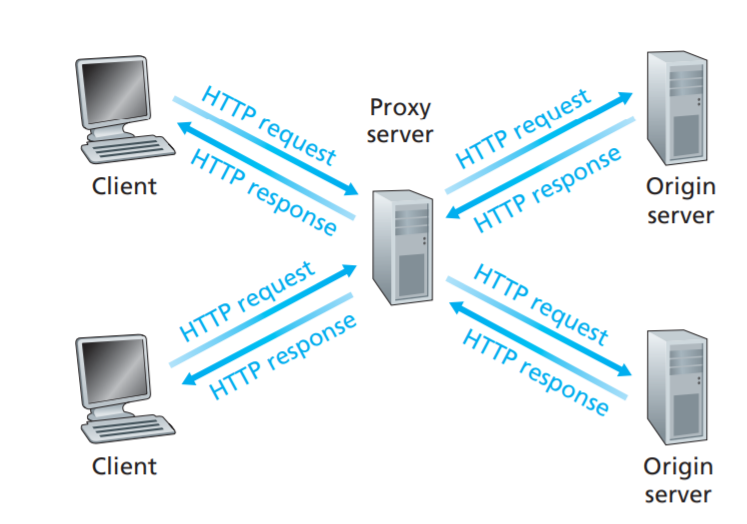 HTTP request
HTTP response
Client
Proxy
server
HTTP request
HTTP response
Origin
server
HTTP request
HTTP response
Client
HTTP request
HTTP response
Origin
server